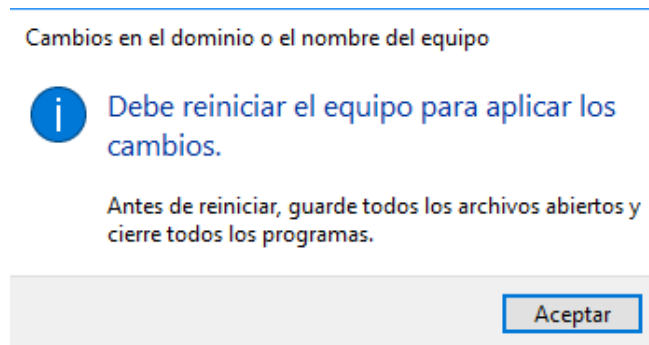 Cambios en el dominio o el nombre del equipo
Debe reiniciar el equipo para aplicar los
cambios.
Antes de reiniciar, guarde todos los archivos abiertos y
cierre todos los programas.
Aceptar